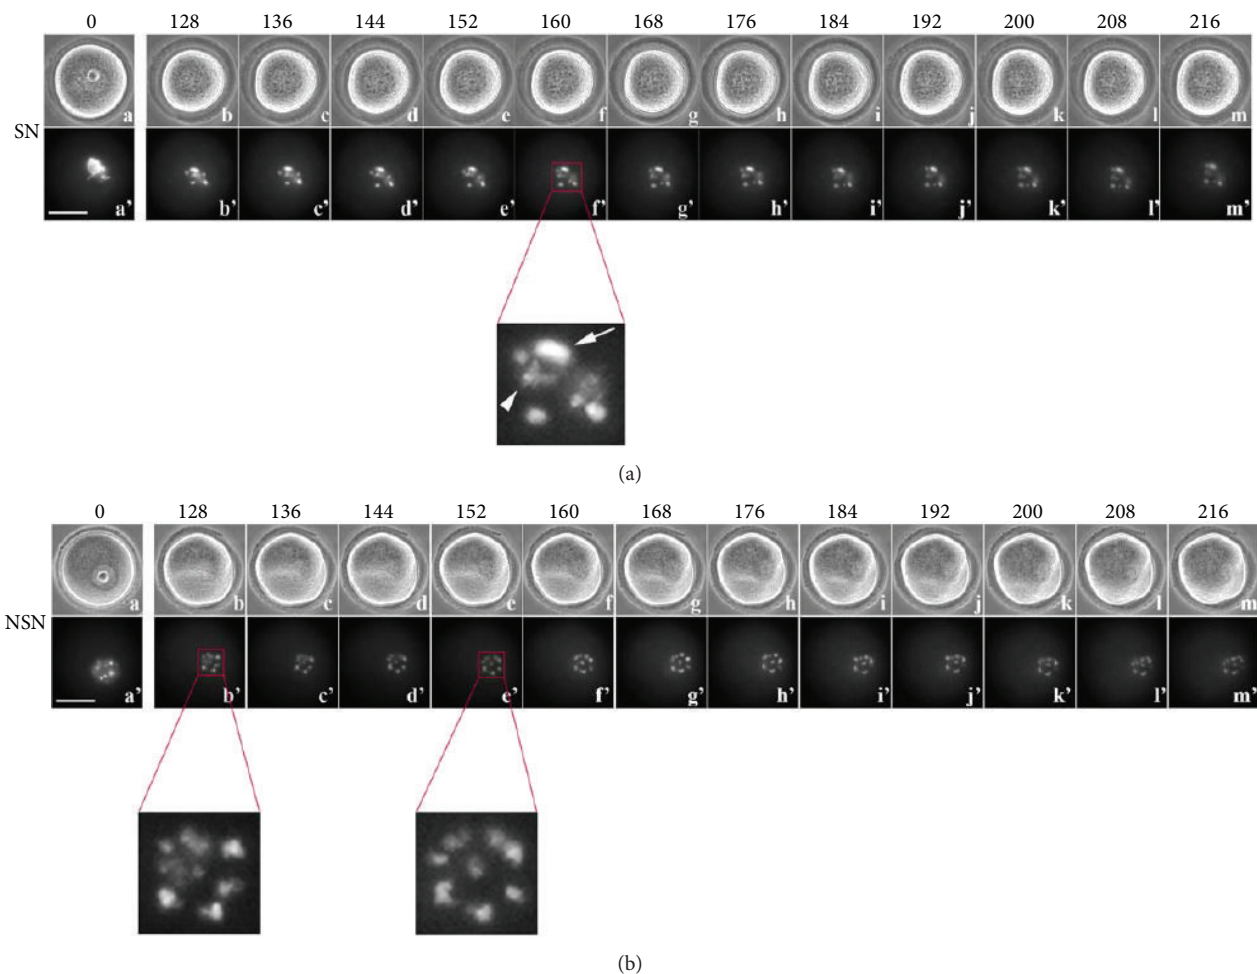 0 128 136 144 152 160 168 176 184 192 200 208 216
a b c d e f g h i j k l m
SN
a' b' c' d' e' f' g' h' i' j' k' l' m'
(a)
0 128 136 144 152 160 168 176 184 192 200 208 216
a b c d e f g h i j k l m
NSN
a' b' c' d' e' f' g' h' i' j' k' l' m'
(b)